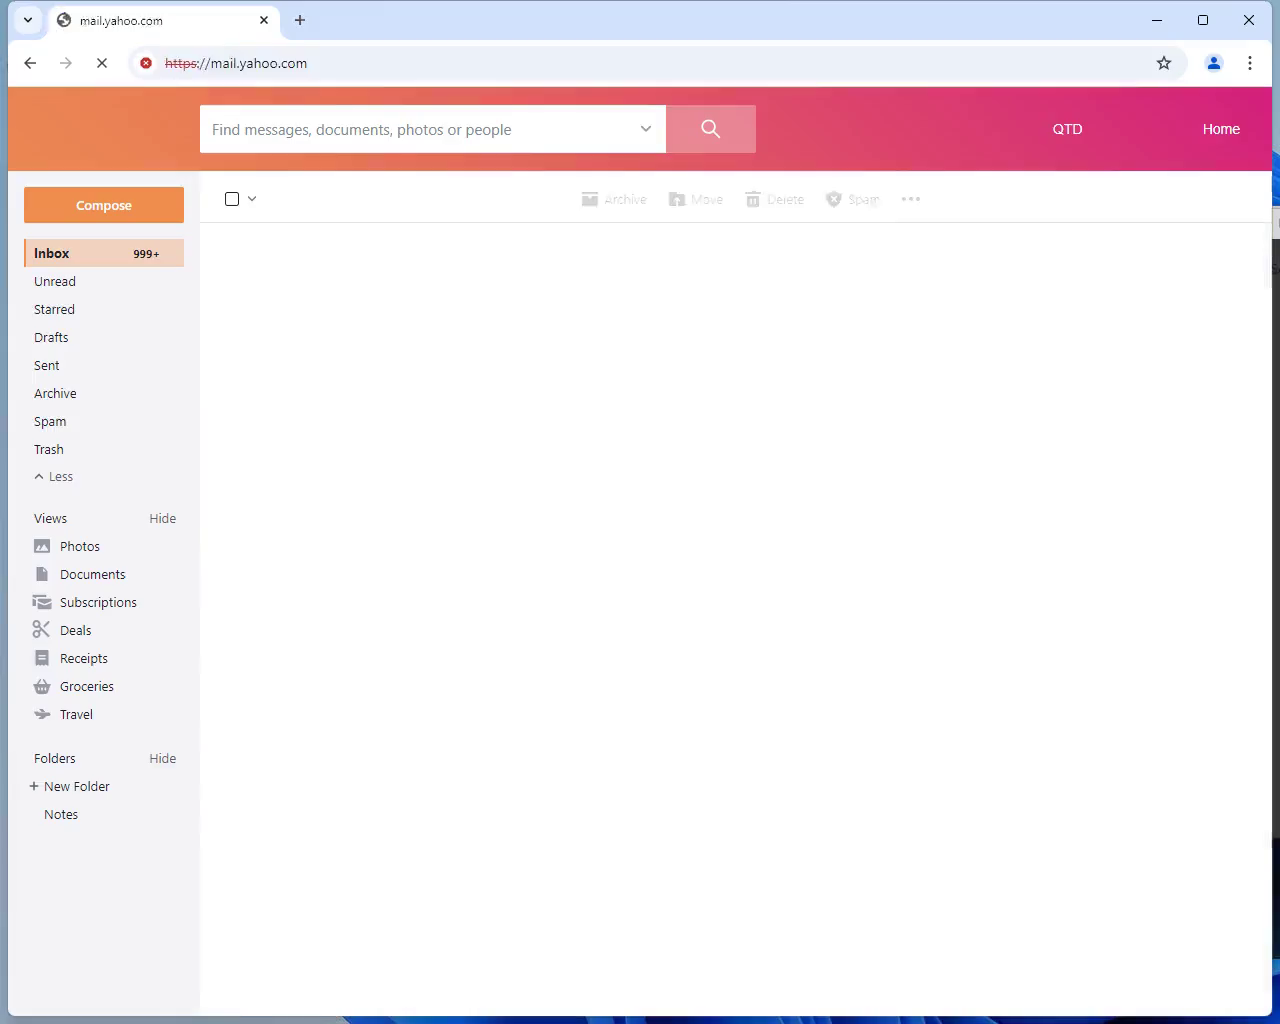 mail.yahoo.com
https://mail.yahoo.com
Find messages, documents, photos or people
QTD
Home
Compose
Archive
Move
Delete
Spam
Inbox 999+
Unread
Starred
Drafts
Sent
Archive
Spam
Trash
Less
Views Hide
Photos
Documents
Subscriptions
Deals
Receipts
Groceries
Travel
Folders Hide
+ New Folder
Notes